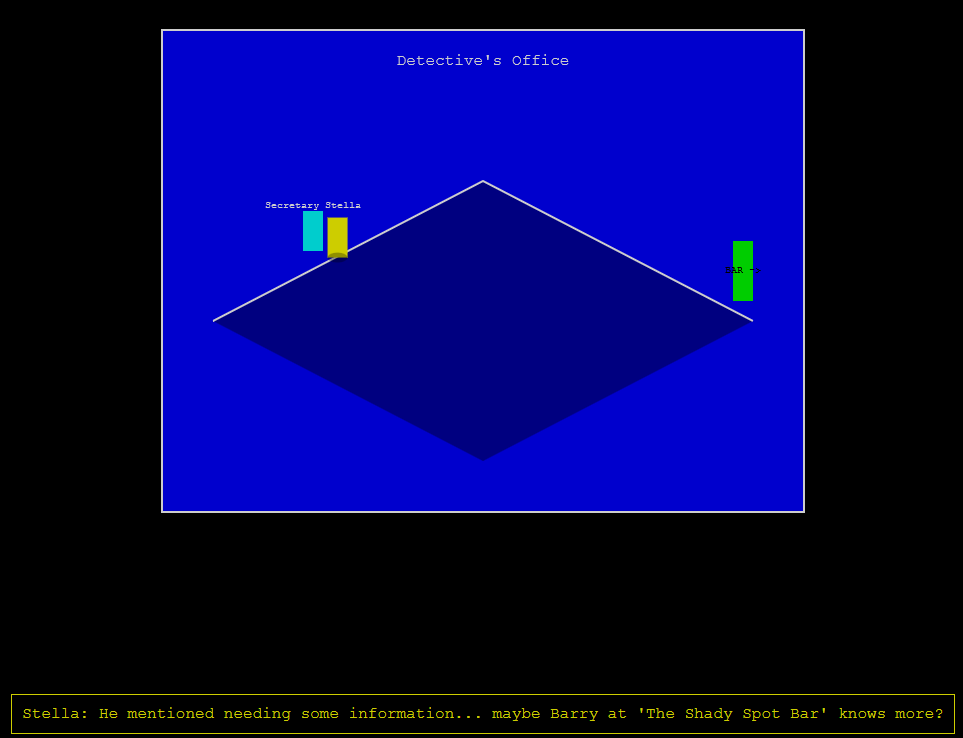 Detective's Office
Secretary Stella
BAR ->
Stella: He mentioned needing some information... maybe Barry at 'The Shady Spot Bar' knows more?